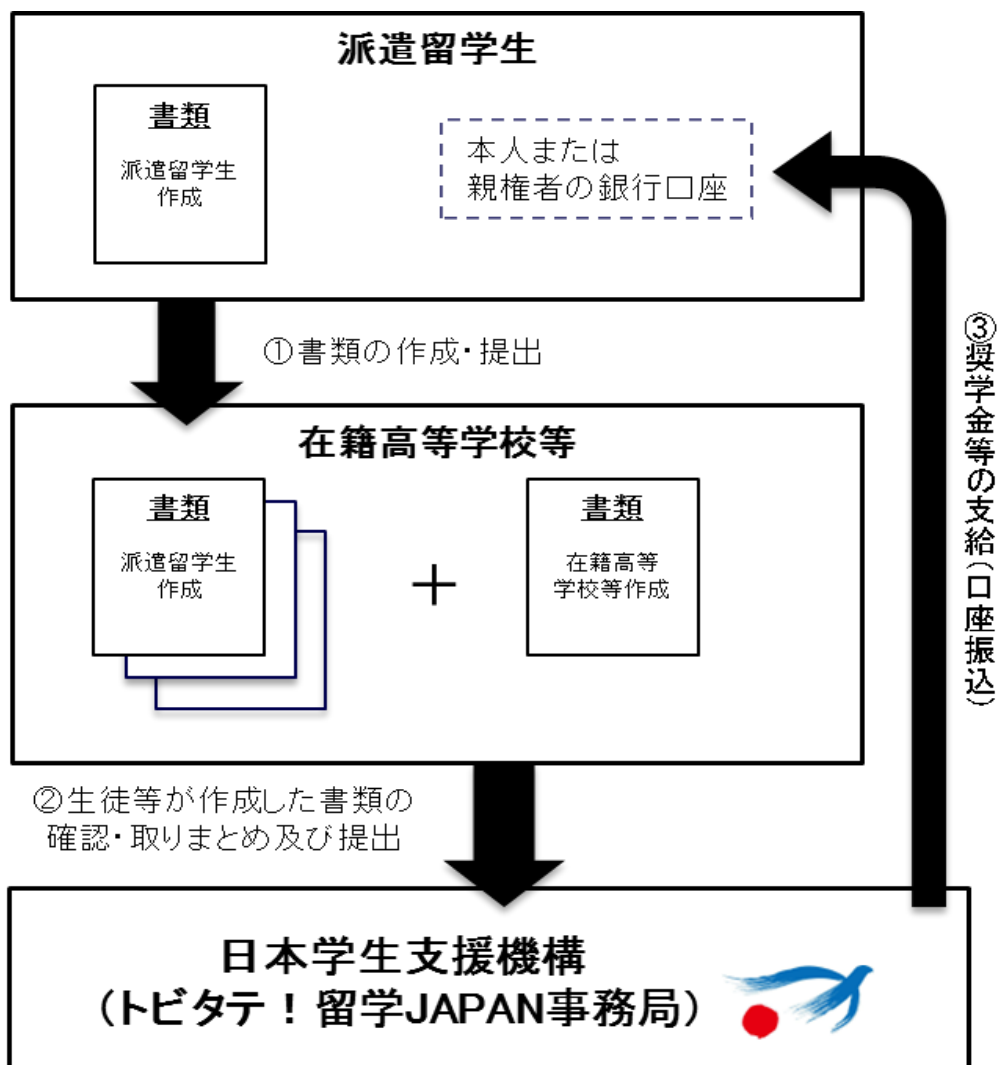 派遣留学生
書類
派遣留学生
作成
本人または
親権者の銀行口座
①書類の作成・提出
③奨学金等の支給(口座振込)
在籍高等学校等
書類
派遣留学生
作成
+
書類
在籍高等
学校等作成
②生徒等が作成した書類の
確認・取りまとめ及び提出
日本学生支援機構
(トビタテ!留学JAPAN事務局)